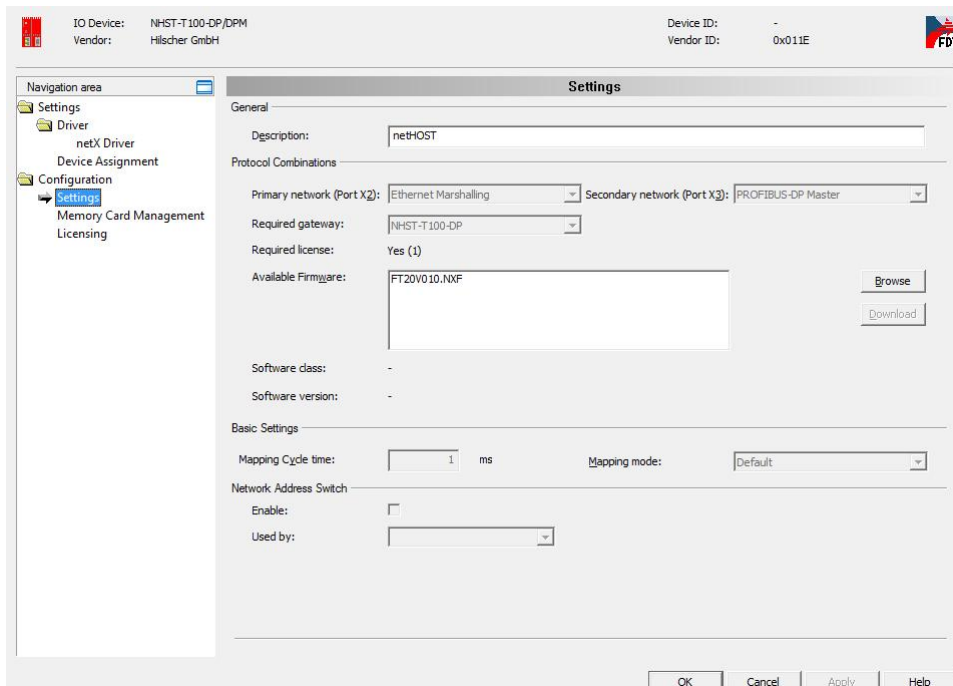 IO Device: NHST-T100-DP/DPM Device ID: -
Vendor: Hilscher GmbH Vendor ID: 0x011E
FDT
Navigation area
Settings
Driver
netX Driver
Device Assignment
Configuration
Settings
Memory Card Management
Licensing
Settings
General
Description: netHOST
Protocol Combinations
Primary network (Port X2): Ethernet Marshalling Secondary network (Port X3): PROFIBUS-DP Master
Required gateway: NHST-T100-DP
Required license: Yes (1)
Available Firmware: FT20V010.NXF
Browse
Download
Software class: -
Software version: -
Basic Settings
Mapping Cycle time: 1 ms Mapping mode: Default
Network Address Switch
Enable:
Used by:
OK Cancel Apply Help